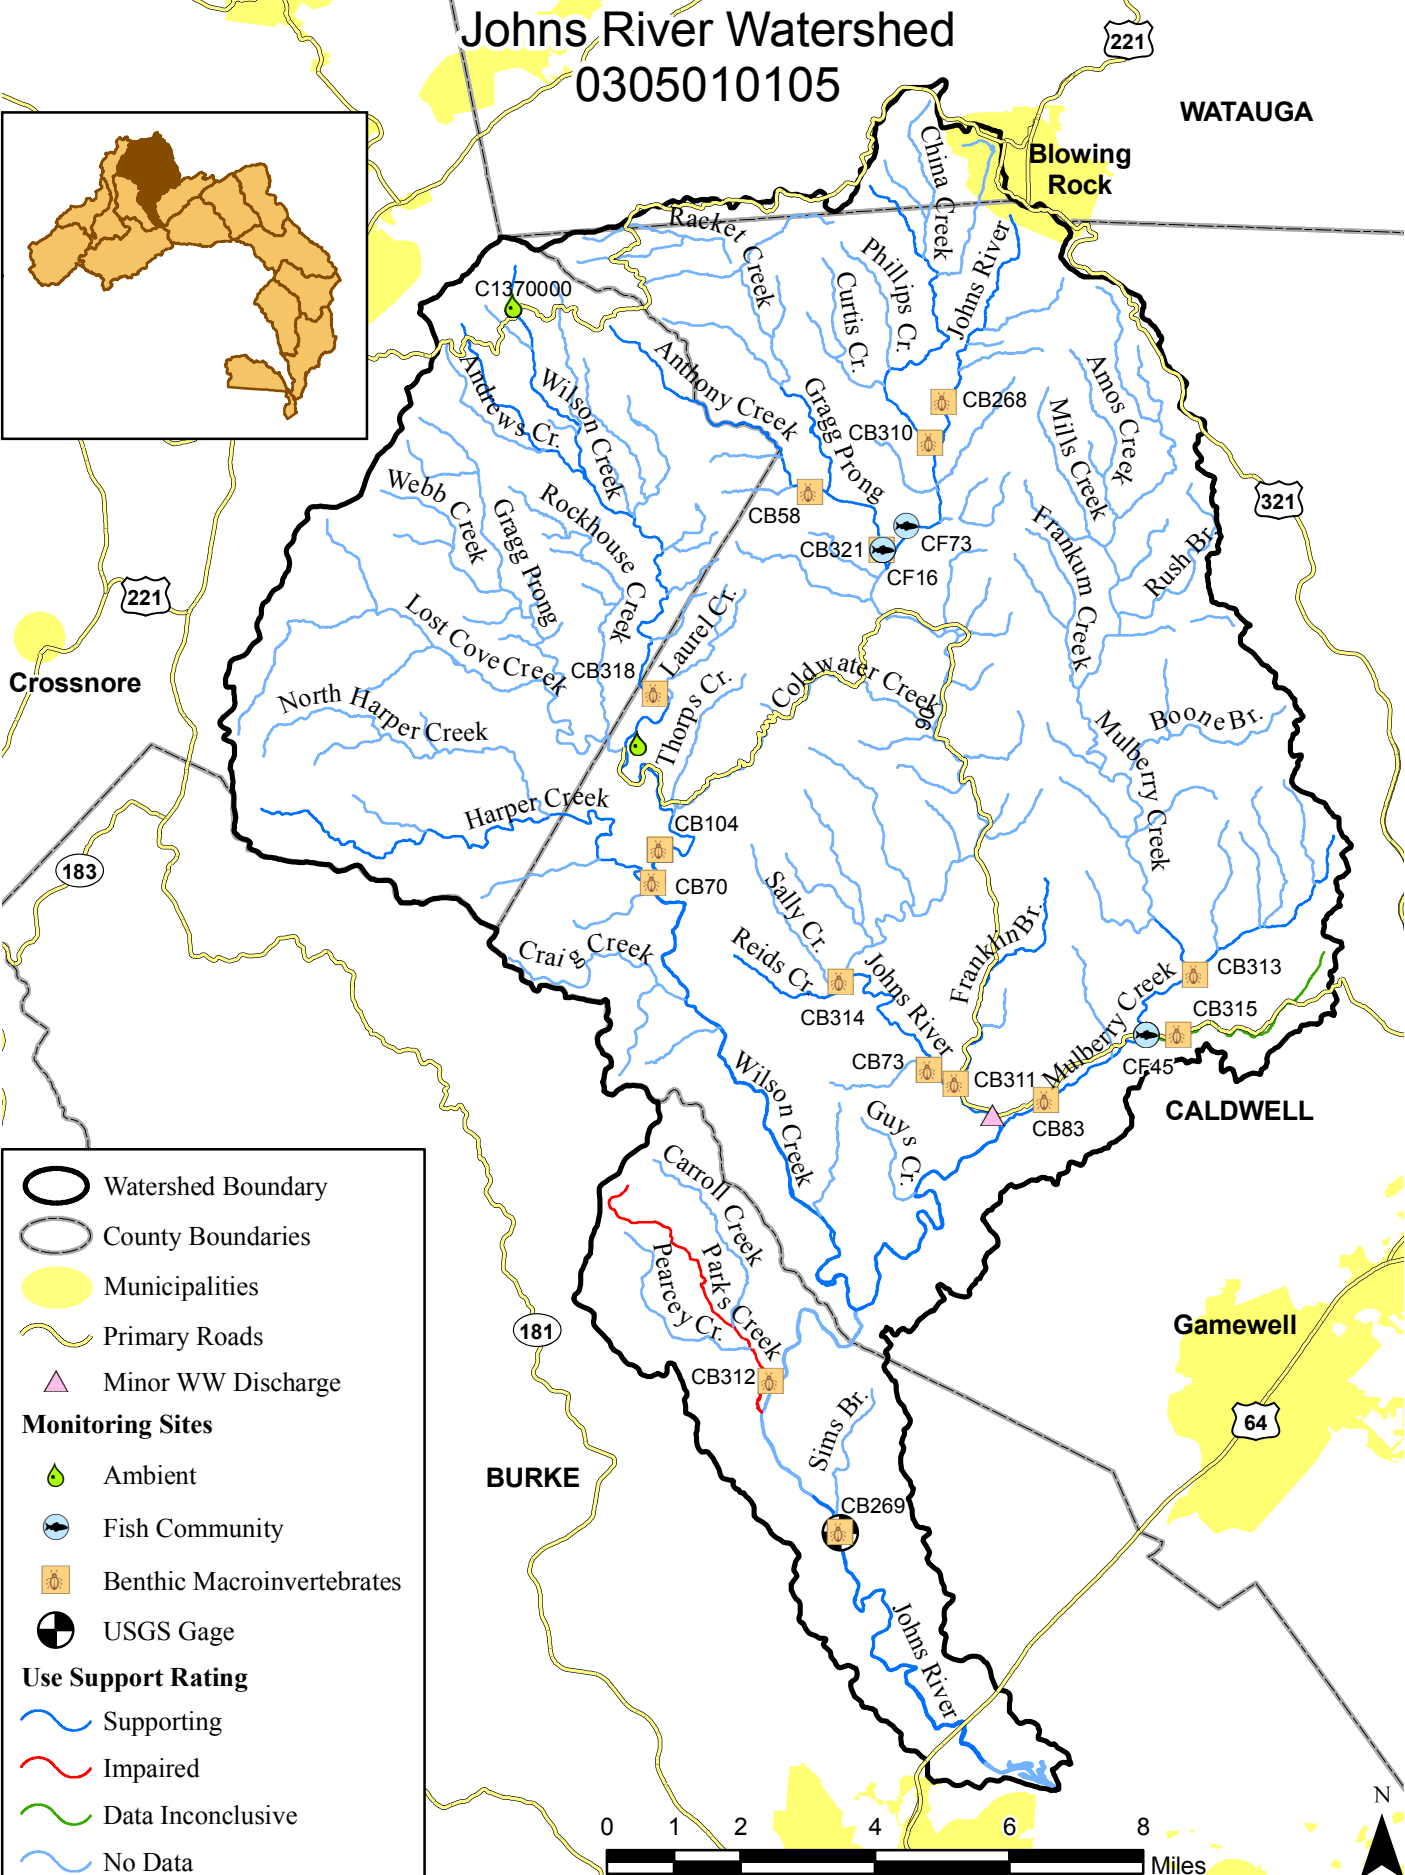 Johns River Watershed
0305010105
221
WATAUGA
Blowing
Rock
China Creek
Racket Creek
Johns River
Phillips Cr.
Curtis Cr.
C1370000
Anthony Creek
Andrews Cr.
Wilson Creek
Gragg Prong
CB268
CB310
Amos Creek
Mills Creek
Webb Creek
Gragg Prong
Rockhouse Creek
CB58
321
CB321
CF73
CF16
Frankum Creek
Rush Br.
221
Lost Cove Creek
Laurel Cr.
CB318
Crossnore
North Harper Creek
Thorps Cr.
Coldwater Creek
90
Mulberry Creek
Boone Br.
Harper Creek
CB104
183
CB70
Sally Cr.
Reids Cr.
Craig Creek
Franklin Br.
Johns River
CB314
CB313
CB315
Mulberry Creek
CF45
CB73
CB311
CB83
CALDWELL
Wilson Creek
Guys Cr.
Carroll Creek
Parks Creek
Pearcey Cr.
181
Gamewell
CB312
64
Sims Br.
BURKE
CB269
Johns River
Watershed Boundary
County Boundaries
Municipalities
Primary Roads
Minor WW Discharge
Monitoring Sites
Ambient
Fish Community
Benthic Macroinvertebrates
USGS Gage
Use Support Rating
Supporting
Impaired
Data Inconclusive
No Data
0 1 2 4 6 8
Miles
N